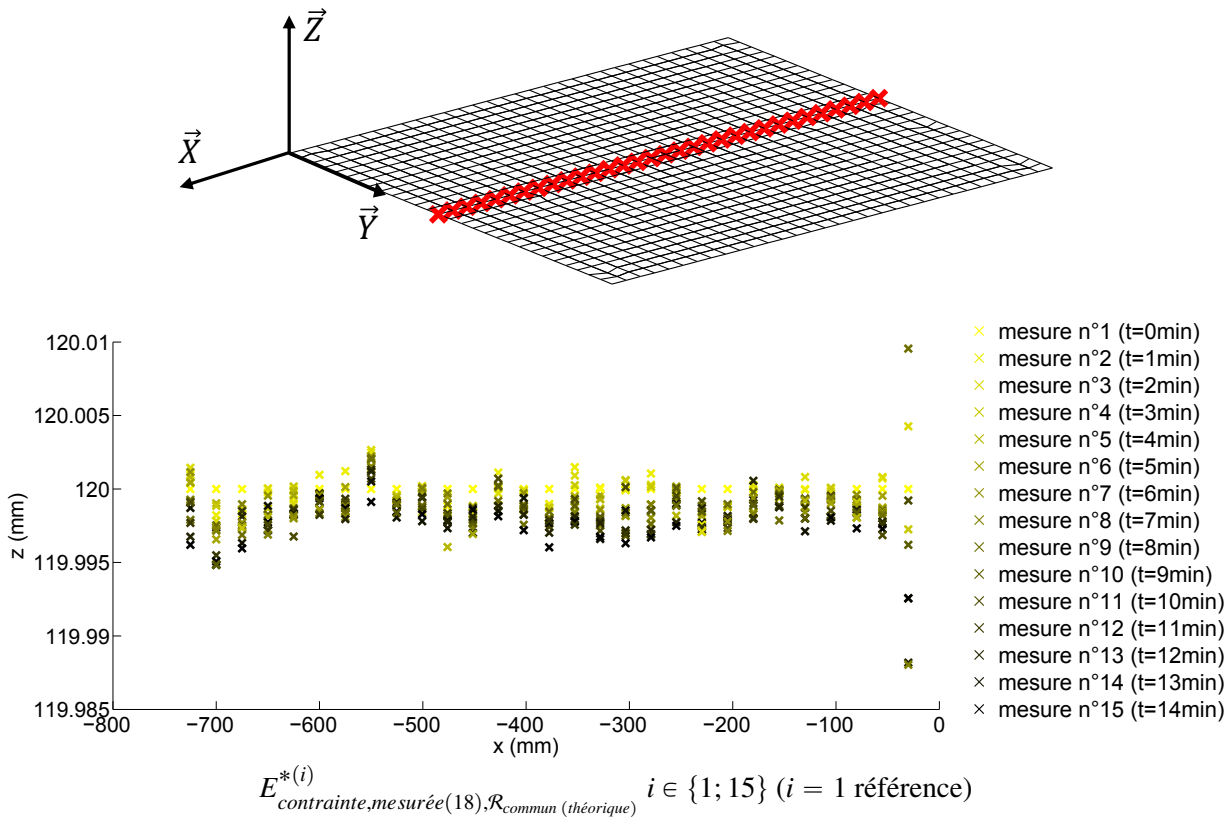 Z
X
Y
120.01
120.005
120
119.995
119.99
119.985
z (mm)
−800
−700
−600
−500
−400
−300
−200
−100
0
x (mm)
mesure n°1 (t=0min)
mesure n°2 (t=1min)
mesure n°3 (t=2min)
mesure n°4 (t=3min)
mesure n°5 (t=4min)
mesure n°6 (t=5min)
mesure n°7 (t=6min)
mesure n°8 (t=7min)
mesure n°9 (t=8min)
mesure n°10 (t=9min)
mesure n°11 (t=10min)
mesure n°12 (t=11min)
mesure n°13 (t=12min)
mesure n°14 (t=13min)
mesure n°15 (t=14min)
E*(i) contrainte,mesurée(18),Rcommun (théorique) i ∈ {1;15} (i = 1 référence)